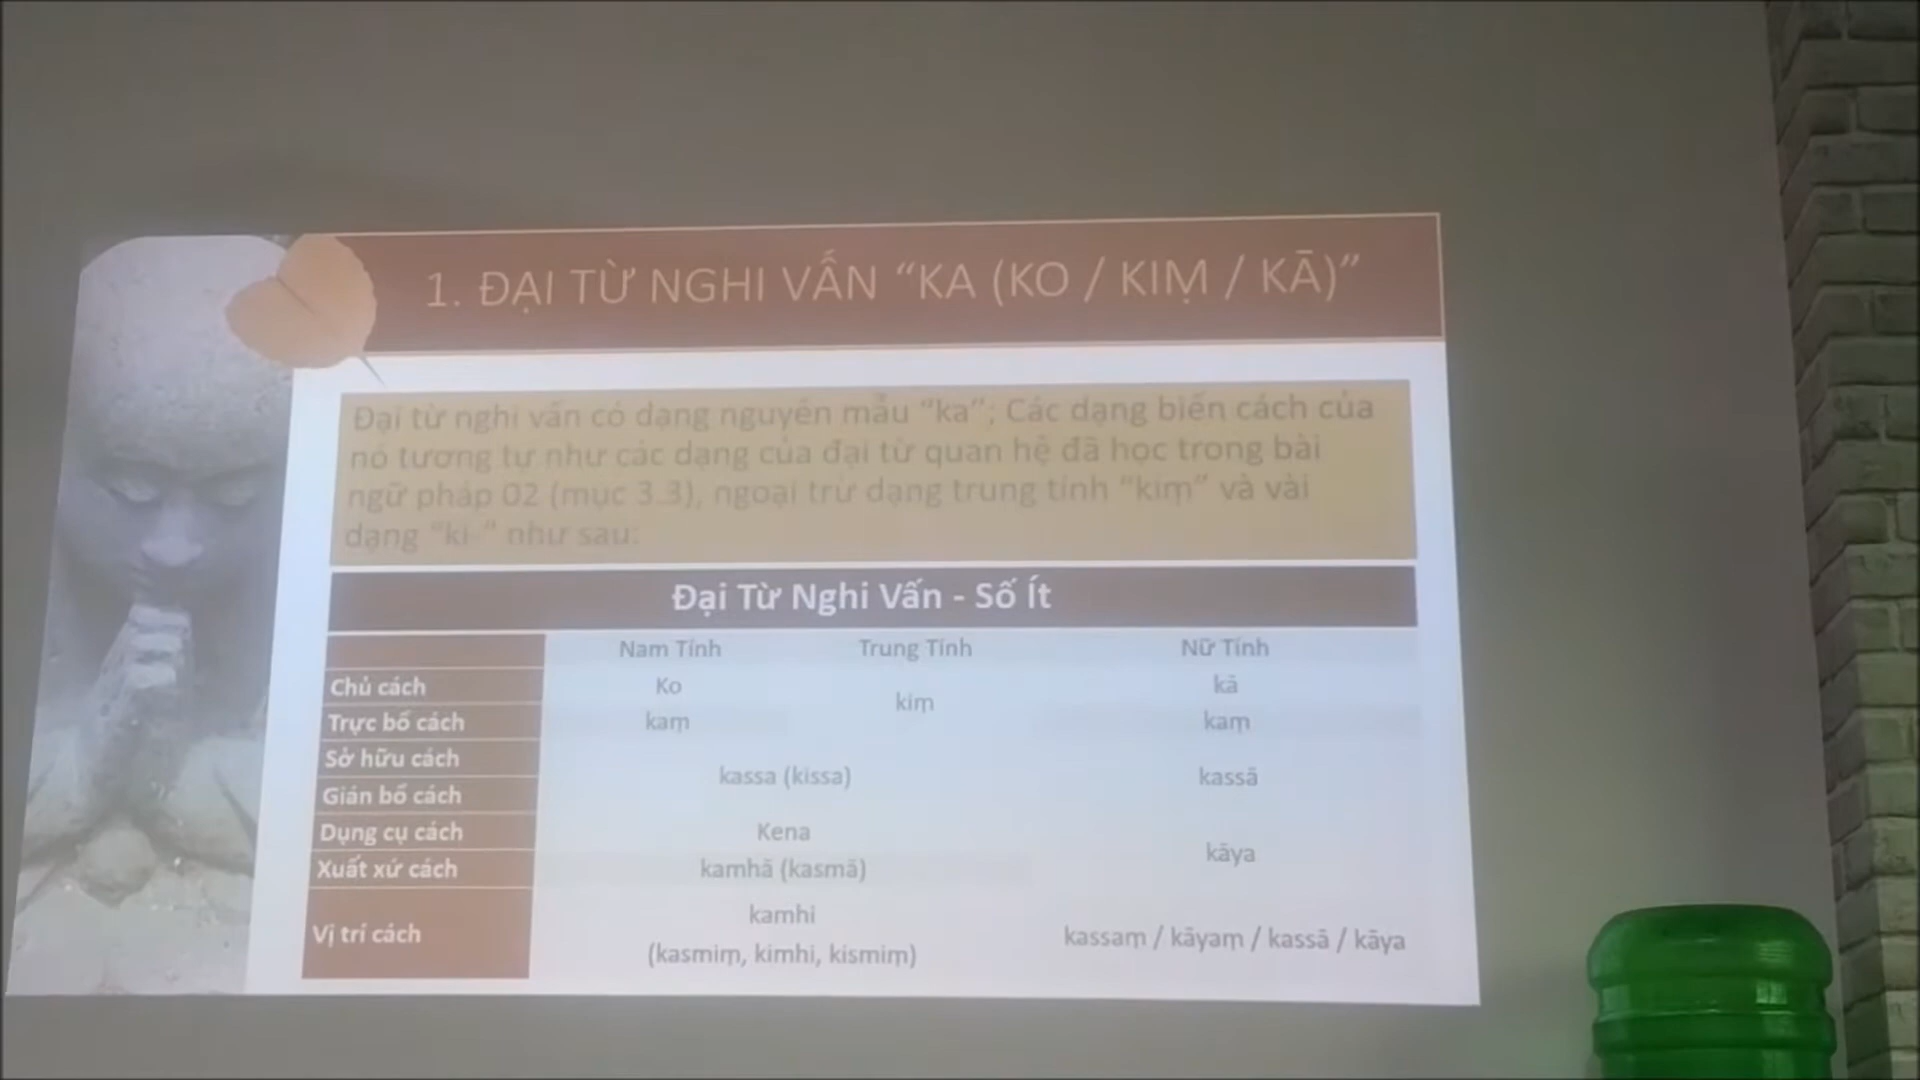 1. ĐẠI TỪ NGHI VẤN “KA (KO / KIṂ / KĀ)”
Đại từ nghi vấn có dạng nguyên mẫu “ka”; Các dạng biến cách của
nó tương tự như các dạng của đại từ quan hệ đã học trong bài
ngữ pháp 02 (mục 3.3), ngoại trừ dạng trung tính “kiṃ” và vài
dạng “ki-” như sau:
Đại Từ Nghi Vấn - Số Ít
Nam Tính Trung Tính Nữ Tính
Chủ cách Ko kiṃ kā
Trực bổ cách kaṃ kaṃ
Sở hữu cách kassa (kissa) kassā
Gián bổ cách
Dụng cụ cách Kena kāya
Xuất xứ cách kamhā (kasmā)
Vị trí cách kamhi
(kasmiṃ, kimhi, kismiṃ) kassaṃ / kāyaṃ / kassā / kāya